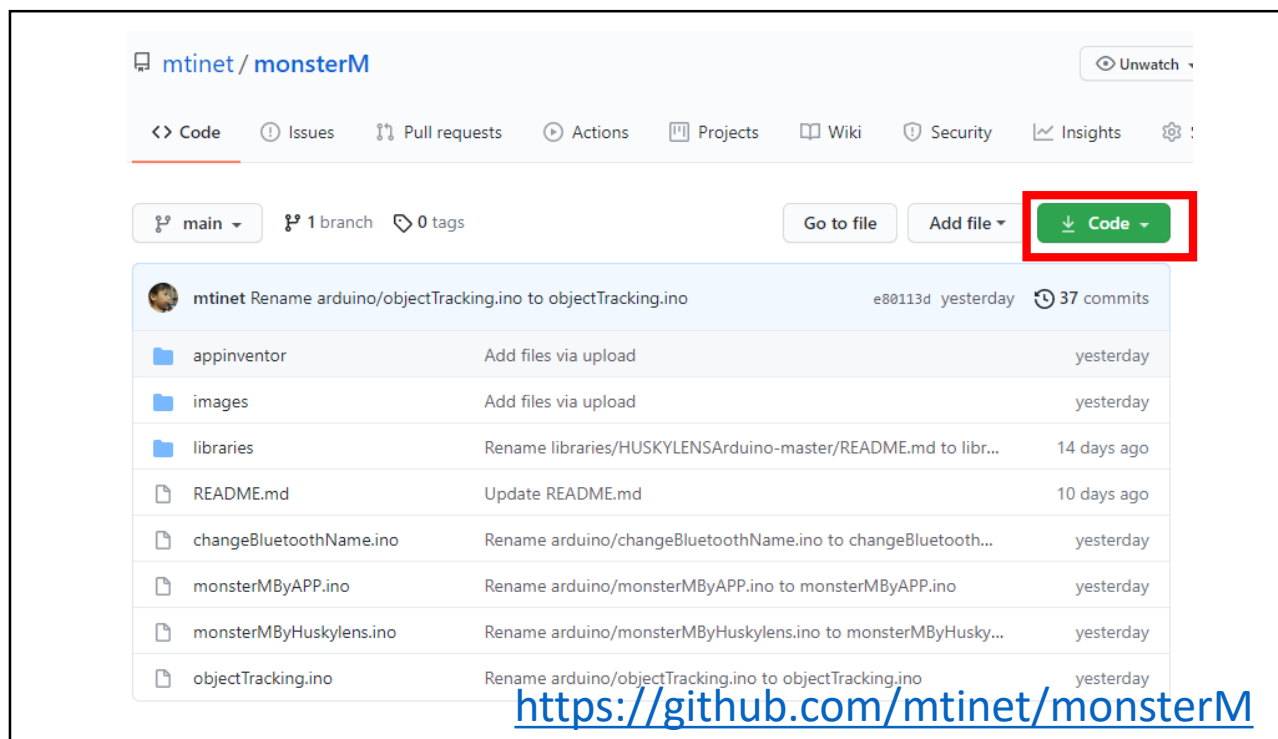 mtinet / monsterM
Unwatch
Code Issues Pull requests Actions Projects Wiki Security Insights
main 1 branch 0 tags Go to file Add file Code
mtinet Rename arduino/objectTracking.ino to objectTracking.ino e80113d yesterday 37 commits
appinventor Add files via upload yesterday
images Add files via upload yesterday
libraries Rename libraries/HUSKYLENSArduino-master/README.md to libr... 14 days ago
README.md Update README.md 10 days ago
changeBluetoothName.ino Rename arduino/changeBluetoothName.ino to changeBluetooth... yesterday
monsterMByAPP.ino Rename arduino/monsterMByAPP.ino to monsterMByAPP.ino yesterday
monsterMByHuskylens.ino Rename arduino/monsterMByHuskylens.ino to monsterMByHusky... yesterday
objectTracking.ino Rename arduino/objectTracking.ino to objectTracking.ino yesterday
https://github.com/mtinet/monsterM